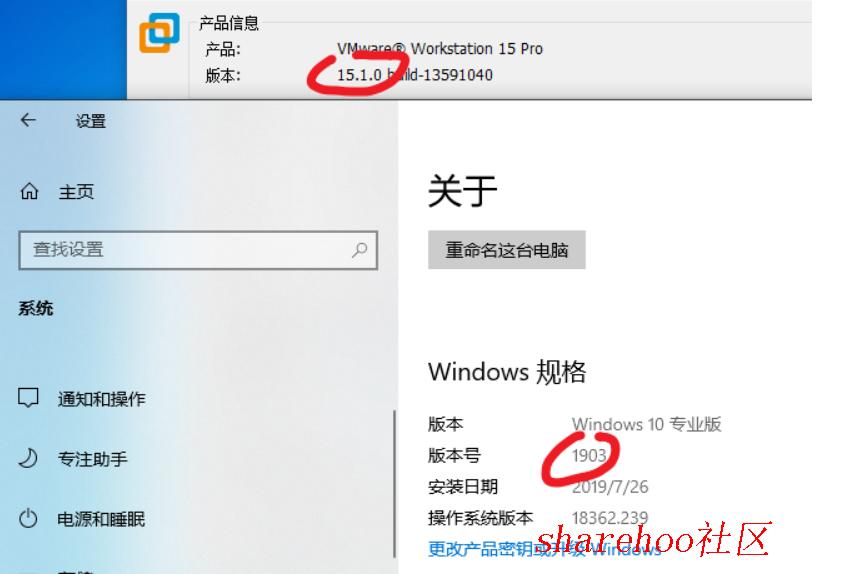 产品信息
产品: VMware® Workstation 15 Pro
版本: 15.1.0 build-13591040
← 设置
主页
查找设置
系统
通知和操作
专注助手
电源和睡眠
关于
重命名这台电脑
Windows 规格
版本 Windows 10 专业版
版本号 1903
安装日期 2019/7/26
操作系统版本 18362.239
更改产品密钥或升级 Windows
sharehoo社区